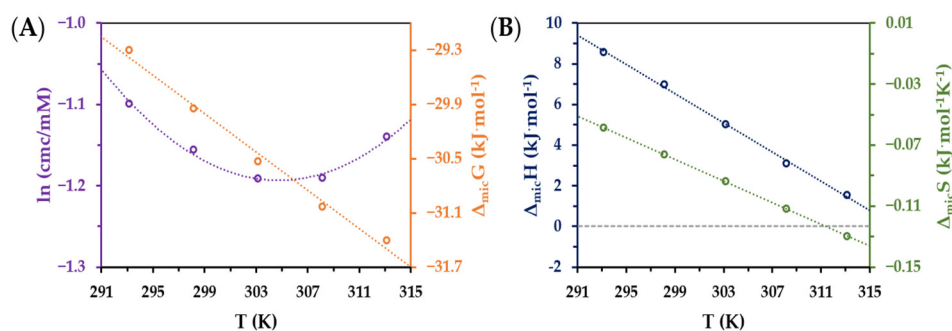 (A)
ln (cmc/mM)
−1.0
−1.1
−1.2
−1.3
291 295 299 303 307 311 315
T (K)
−29.3
−29.9
−30.5
−31.1
−31.7
ΔmicG (kJ·mol⁻¹)
(B)
ΔmicH (kJ·mol⁻¹)
10
8
6
4
2
0
-2
291 295 299 303 307 311 315
T (K)
0.01
−0.03
−0.07
−0.11
−0.15
ΔmicS (kJ·mol⁻¹K⁻¹)